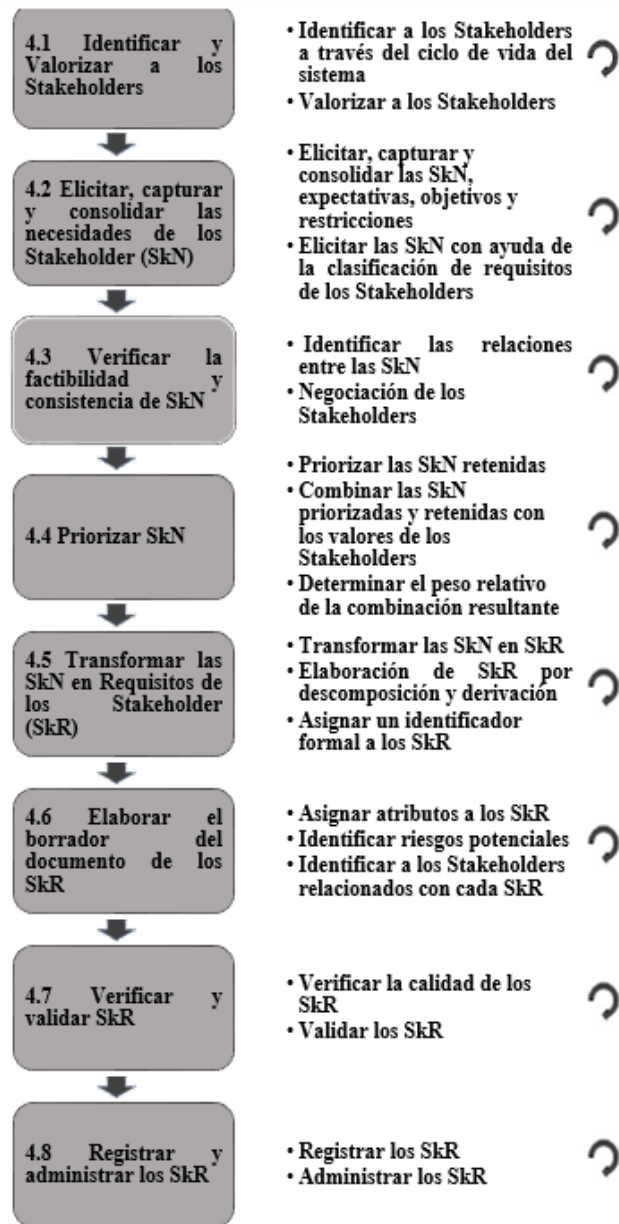 4.1 Identificar y
Valorizar a los
Stakeholders
• Identificar a los Stakeholders
a través del ciclo de vida del
sistema
• Valorizar a los Stakeholders
4.2 Elicitar, capturar
y consolidar las
necesidades de los
Stakeholder (SkN)
• Elicitar, capturar y
consolidar las SkN,
expectativas, objetivos y
restricciones
• Elicitar las SkN con ayuda de
la clasificación de requisitos
de los Stakeholders
4.3 Verificar la
factibilidad y
consistencia de SkN
• Identificar las relaciones
entre las SkN
• Negociación de los
Stakeholders
4.4 Priorizar SkN
• Priorizar las SkN retenidas
• Combinar las SkN
priorizadas y retenidas con
los valores de los
Stakeholders
• Determinar el peso relativo
de la combinación resultante
4.5 Transformar las
SkN en Requisitos de
los Stakeholder
(SkR)
• Transformar las SkN en SkR
• Elaboración de SkR por
descomposición y derivación
• Asignar un identificador
formal a los SkR
4.6 Elaborar el
borrador del
documento de los
SkR
• Asignar atributos a los SkR
• Identificar riesgos potenciales
• Identificar a los Stakeholders
relacionados con cada SkR
4.7 Verificar y
validar SkR
• Verificar la calidad de los
SkR
• Validar los SkR
4.8 Registrar y
administrar los SkR
• Registrar los SkR
• Administrar los SkR